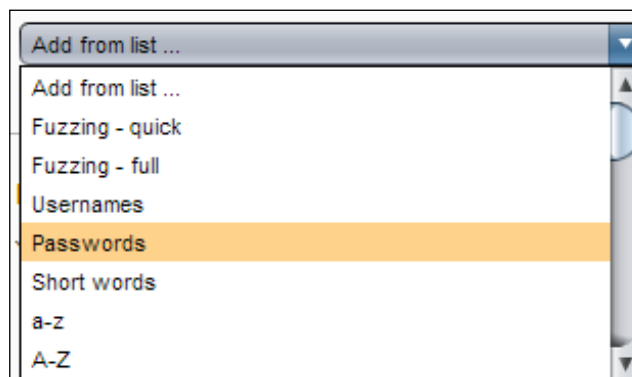 Add from list ...
Add from list ...
Fuzzing - quick
Fuzzing - full
Usernames
Passwords
Short words
a-z
A-Z